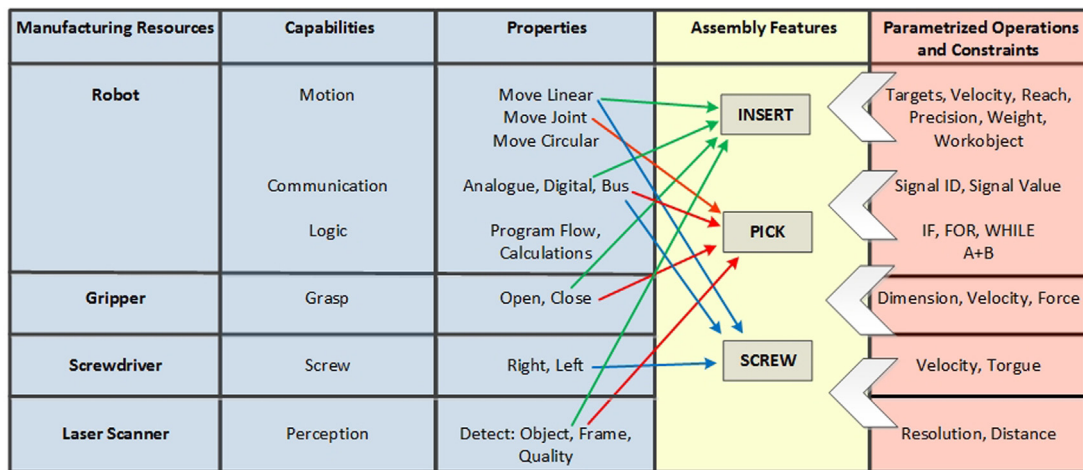 Manufacturing Resources
Capabilities
Properties
Assembly Features
Parametrized Operations
and Constraints
Robot
Motion
Move Linear
Move Joint
Move Circular
INSERT
Targets, Velocity, Reach,
Precision, Weight,
Workobject
Communication
Analogue, Digital, Bus
Signal ID, Signal Value
Logic
Program Flow,
Calculations
PICK
IF, FOR, WHILE
A+B
Gripper
Grasp
Open, Close
Dimension, Velocity, Force
Screwdriver
Screw
Right, Left
SCREW
Velocity, Torgue
Laser Scanner
Perception
Detect: Object, Frame,
Quality
Resolution, Distance